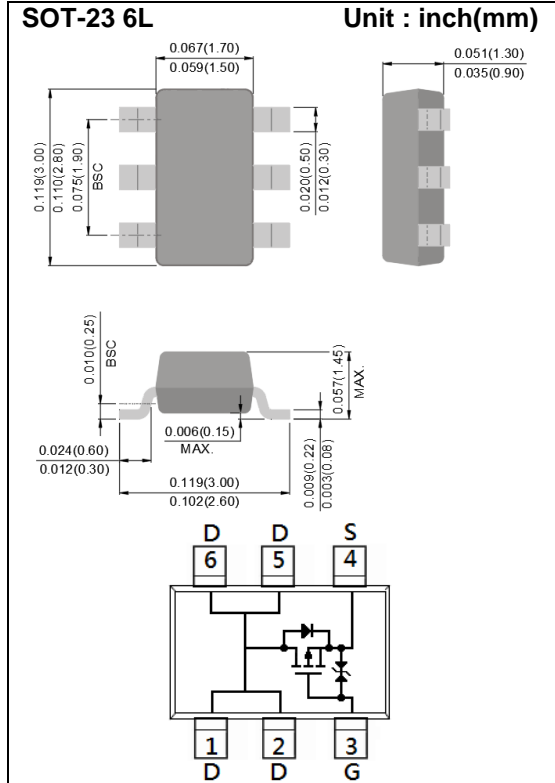 SOT-23 6L Unit : inch(mm)
0.067(1.70)
0.059(1.50)
0.051(1.30)
0.035(0.90)
0.119(3.00)
0.110(2.80)
0.075(1.90)
BSC
0.020(0.50)
0.012(0.30)
0.010(0.25)
BSC
0.057(1.45)
MAX.
0.006(0.15)
MAX.
0.024(0.60)
0.012(0.30)
0.119(3.00)
0.102(2.60)
0.009(0.22)
0.003(0.08)
D D S
6 5 4
1 2 3
D D G